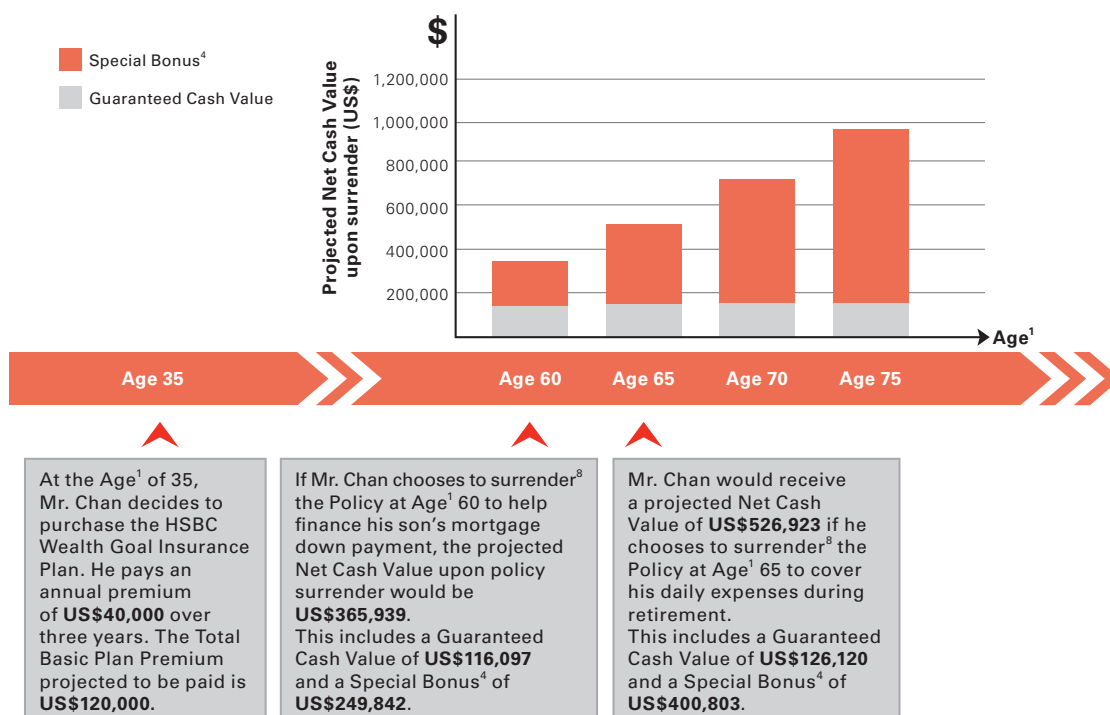 $
Special Bonus⁴
Guaranteed Cash Value
Projected Net Cash Value
upon surrender (US$)
1,200,000
1,000,000
800,000
600,000
400,000
200,000
Age¹
Age 35
Age 60
Age 65
Age 70
Age 75
At the Age¹ of 35,
Mr. Chan decides to
purchase the HSBC
Wealth Goal Insurance
Plan. He pays an
annual premium
of US$40,000 over
three years. The Total
Basic Plan Premium
projected to be paid is
US$120,000.
If Mr. Chan chooses to surrender⁸
the Policy at Age¹ 60 to help
finance his son's mortgage
down payment, the projected
Net Cash Value upon policy
surrender would be
US$365,939.
This includes a Guaranteed
Cash Value of US$116,097
and a Special Bonus⁴ of
US$249,842.
Mr. Chan would receive
a projected Net Cash
Value of US$526,923 if he
chooses to surrender⁸ the
Policy at Age¹ 65 to cover
his daily expenses during
retirement.
This includes a Guaranteed
Cash Value of US$126,120
and a Special Bonus⁴ of
US$400,803.